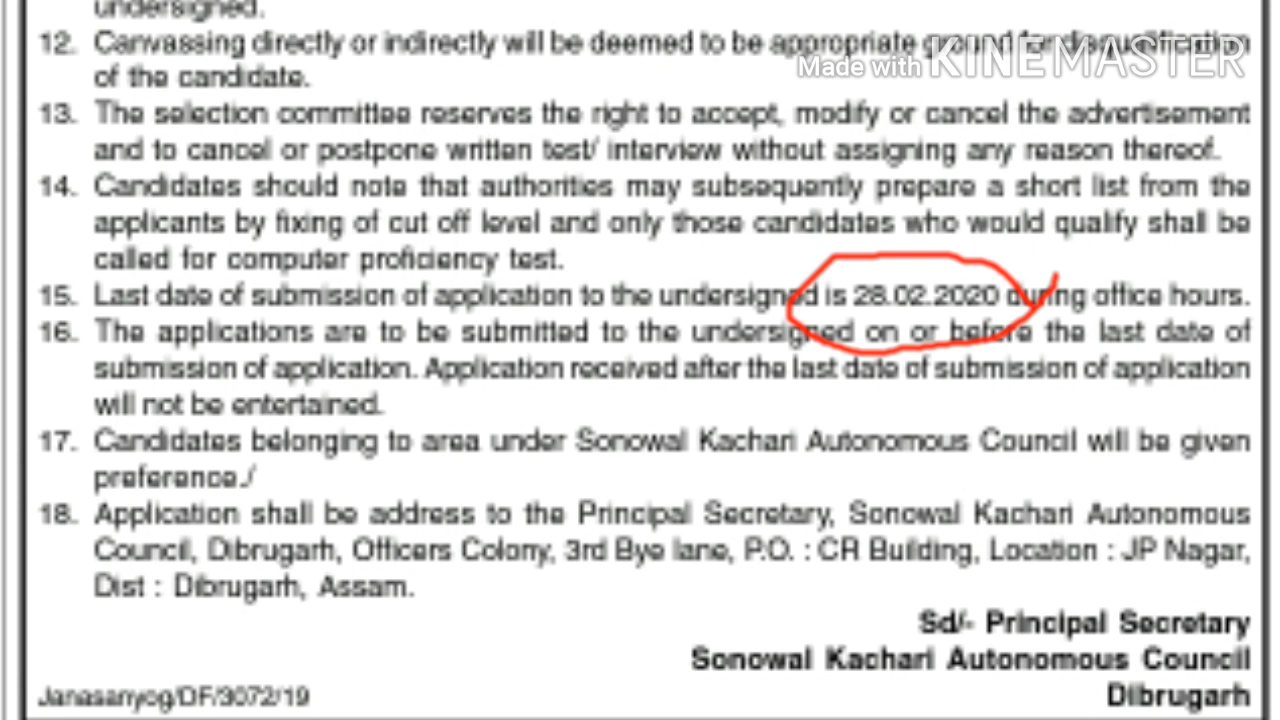 undersigned.
12. Canvassing directly or indirectly will be deemed to be appropriate ground for disqualification
Made with KINEMASTER
of the candidate.
13. The selection committee reserves the right to accept, modify or cancel the advertisement
and to cancel or postpone written test/ interview without assigning any reason thereof.
14. Candidates should note that authorities may subsequently prepare a short list from the
applicants by fixing of cut off level and only those candidates who would qualify shall be
called for computer proficiency test.
15. Last date of submission of application to the undersigned is 28.02.2020 during office hours.
16. The applications are to be submitted to the undersigned on or before the last date of
submission of application. Application received after the last date of submission of application
will not be entertained.
17. Candidates belonging to area under Sonowal Kachari Autonomous Council will be given
preference./
18. Application shall be address to the Principal Secretary, Sonowal Kachari Autonomous
Council, Dibrugarh, Officers Colony, 3rd Bye lane, P.O. : CR Building, Location : JP Nagar,
Dist : Dibrugarh, Assam.
Sd/- Principal Secretary
Sonowal Kachari Autonomous Council
Janasanyog/DF/3072/19
Dibrugarh